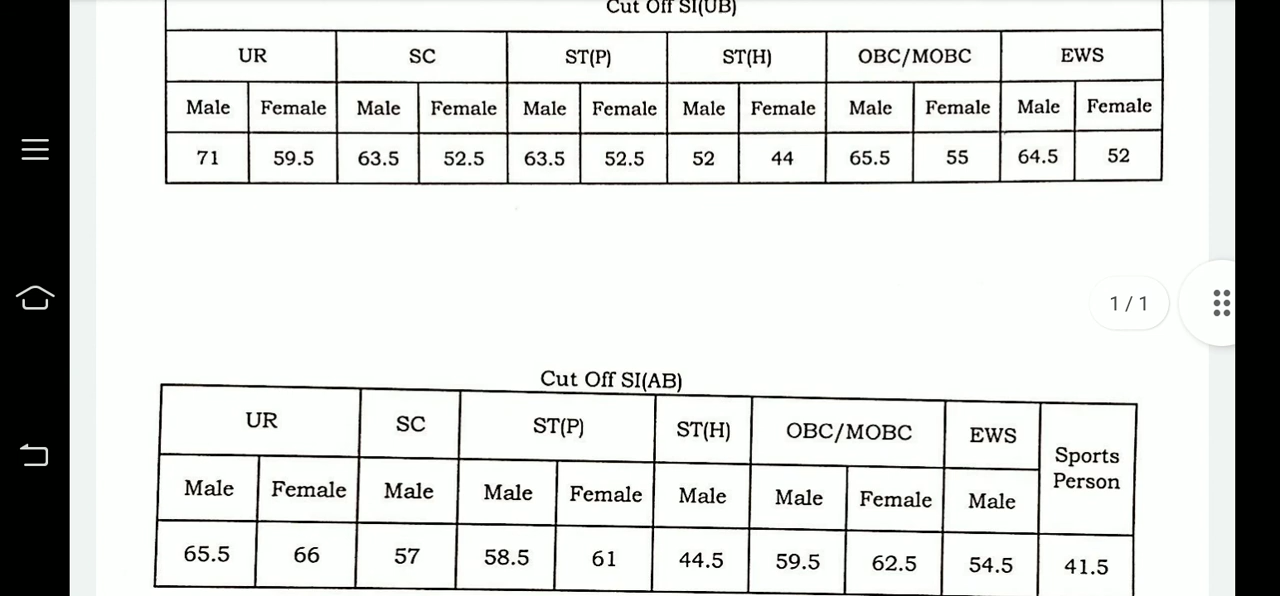 Cut Off SI(UB)
UR SC ST(P) ST(H) OBC/MOBC EWS
Male Female Male Female Male Female Male Female Male Female Male Female
71 59.5 63.5 52.5 63.5 52.5 52 44 65.5 55 64.5 52
1 / 1
Cut Off SI(AB)
UR SC ST(P) ST(H) OBC/MOBC EWS Sports Person
Male Female Male Male Female Male Male Female Male
65.5 66 57 58.5 61 44.5 59.5 62.5 54.5 41.5